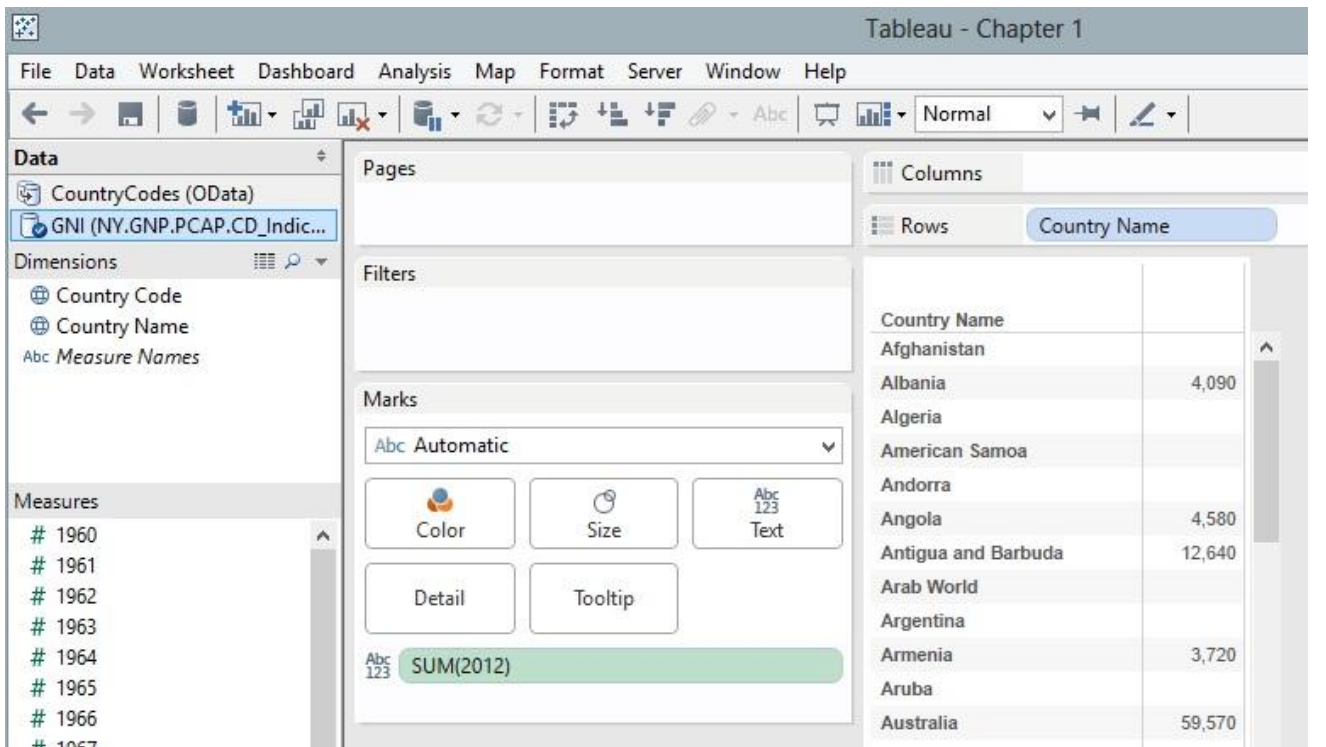 Tableau - Chapter 1
File Data Worksheet Dashboard Analysis Map Format Server Window Help
Abc Normal
Data
CountryCodes (OData)
GNI (NY.GNP.PCAP.CD_Indic...
Dimensions
Country Code
Country Name
Abc Measure Names
Measures
# 1960
# 1961
# 1962
# 1963
# 1964
# 1965
# 1966
# 1967
Pages
Filters
Marks
Abc Automatic
Color
Size
Abc
123
Text
Detail
Tooltip
Abc
123
SUM(2012)
Columns
Rows Country Name
Country Name
Afghanistan
Albania 4,090
Algeria
American Samoa
Andorra
Angola 4,580
Antigua and Barbuda 12,640
Arab World
Argentina
Armenia 3,720
Aruba
Australia 59,570